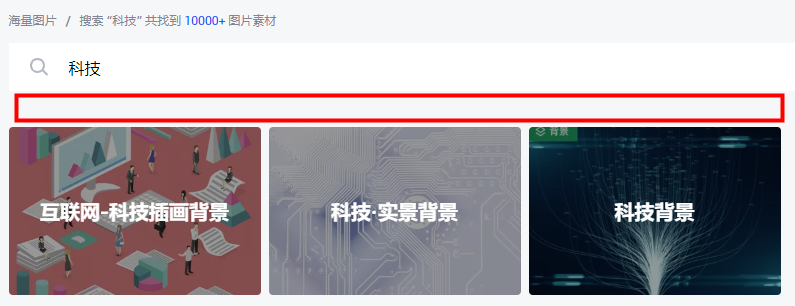 海量图片 / 搜索“科技”共找到 10000+ 图片素材
科技
背景
互联网-科技插画背景
科技·实景背景
科技背景